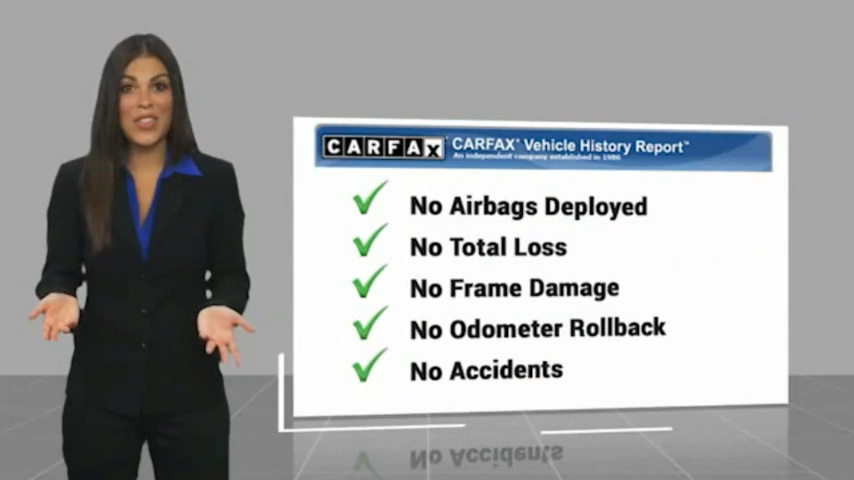 CARFAX CARFAX® Vehicle History Report™
An independent company established in 1986
No Airbags Deployed
No Total Loss
No Frame Damage
No Odometer Rollback
No Accidents
No Accidents